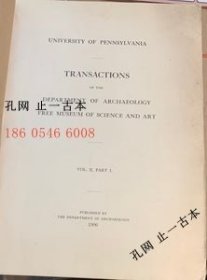 UNIVERSITY OF PENNSYLVANIA
TRANSACTIONS
OF THE
DEPARTMENT OF ARCHAEOLOGY
FREE MUSEUM OF SCIENCE AND ART
孔网 止一古本
186 0546 6008
VOL. II, PART I.
孔网 止一古本
PUBLISHED BY
THE DEPARTMENT OF ARCHAEOLOGY
1906